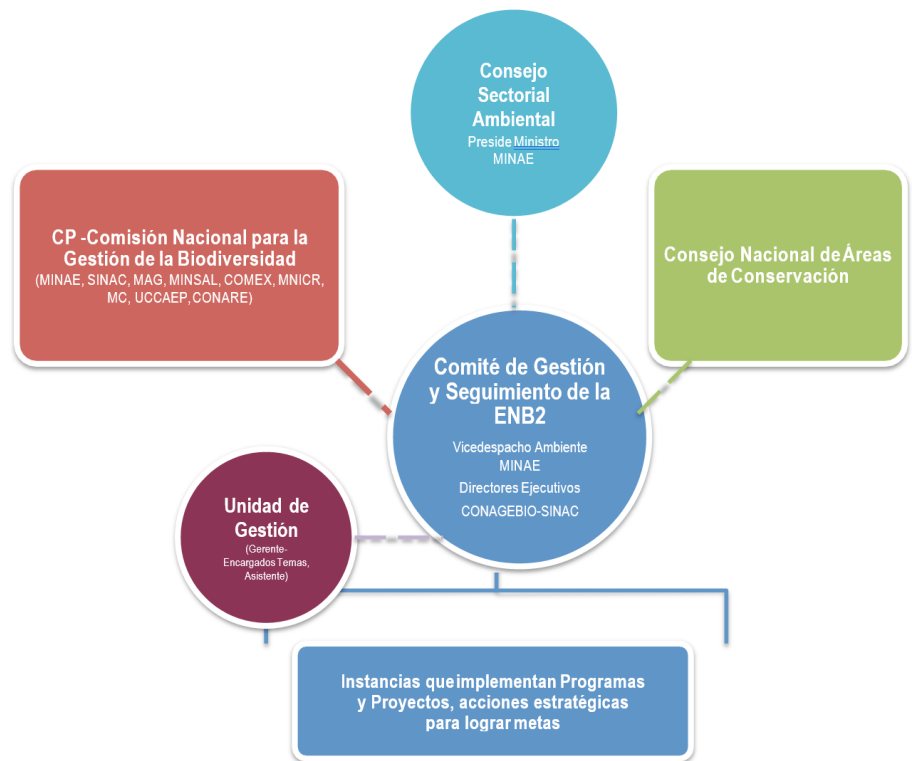 Consejo
Sectorial
Ambiental
Preside Ministro
MINAE
CP -Comisión Nacional para la
Gestión de la Biodiversidad
(MINAE, SINAC, MAG, MINSAL, COMEX, MNICR,
MC, UCCAEP, CONARE)
Consejo Nacional de Áreas
de Conservación
Comité de Gestión
y Seguimiento de la
ENB2
Vicedespacho Ambiente
MINAE
Directores Ejecutivos
CONAGEBIO-SINAC
Unidad de
Gestión
(Gerente-
Encargados Temas,
Asistente)
Instancias que implementan Programas
y Proyectos, acciones estratégicas
para lograr metas